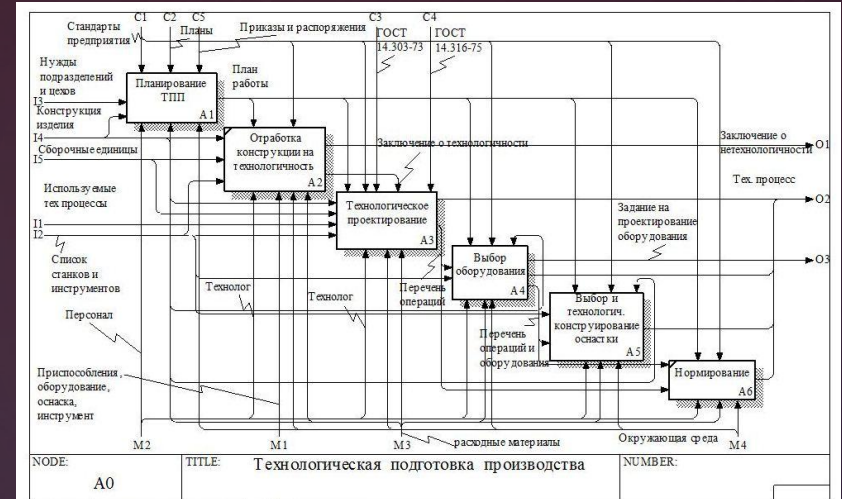 C1 C2 C5 C3 C4
Стандарты
предприятия
Планы
Приказы и распоряжения
ГОСТ
14.303-73
ГОСТ
14.316-75
Нужды
подразделений
и цехов
I3
Планирование
ТПП
A1
План
работы
Конструкция
изделия
I4
Сборочные единицы
I5
Отработка
конструкции на
технологичность
A2
Заключение о технологичности
Заключение о
нетехнологичности
O1
Тех. процесс
O2
Используемые
тех процессы
I1
I2
Технологическое
проектирование
A3
Задание на
проектирование
оборудования
O3
Список
станков и
инструментов
Выбор
оборудования
A4
Перечень
операций
Технолог
Технолог
Персонал
Выбор и
технологич.
конструирование
оснастки
A5
Перечень
операций и
оборудования
Нормирование
A6
Приспособления,
оборудование,
оснаска,
инструмент
расходные материалы
Окружающая среда
M2 M1 M3 M4
NODE:
A0
TITLE:
Технологическая подготовка производства
NUMBER: